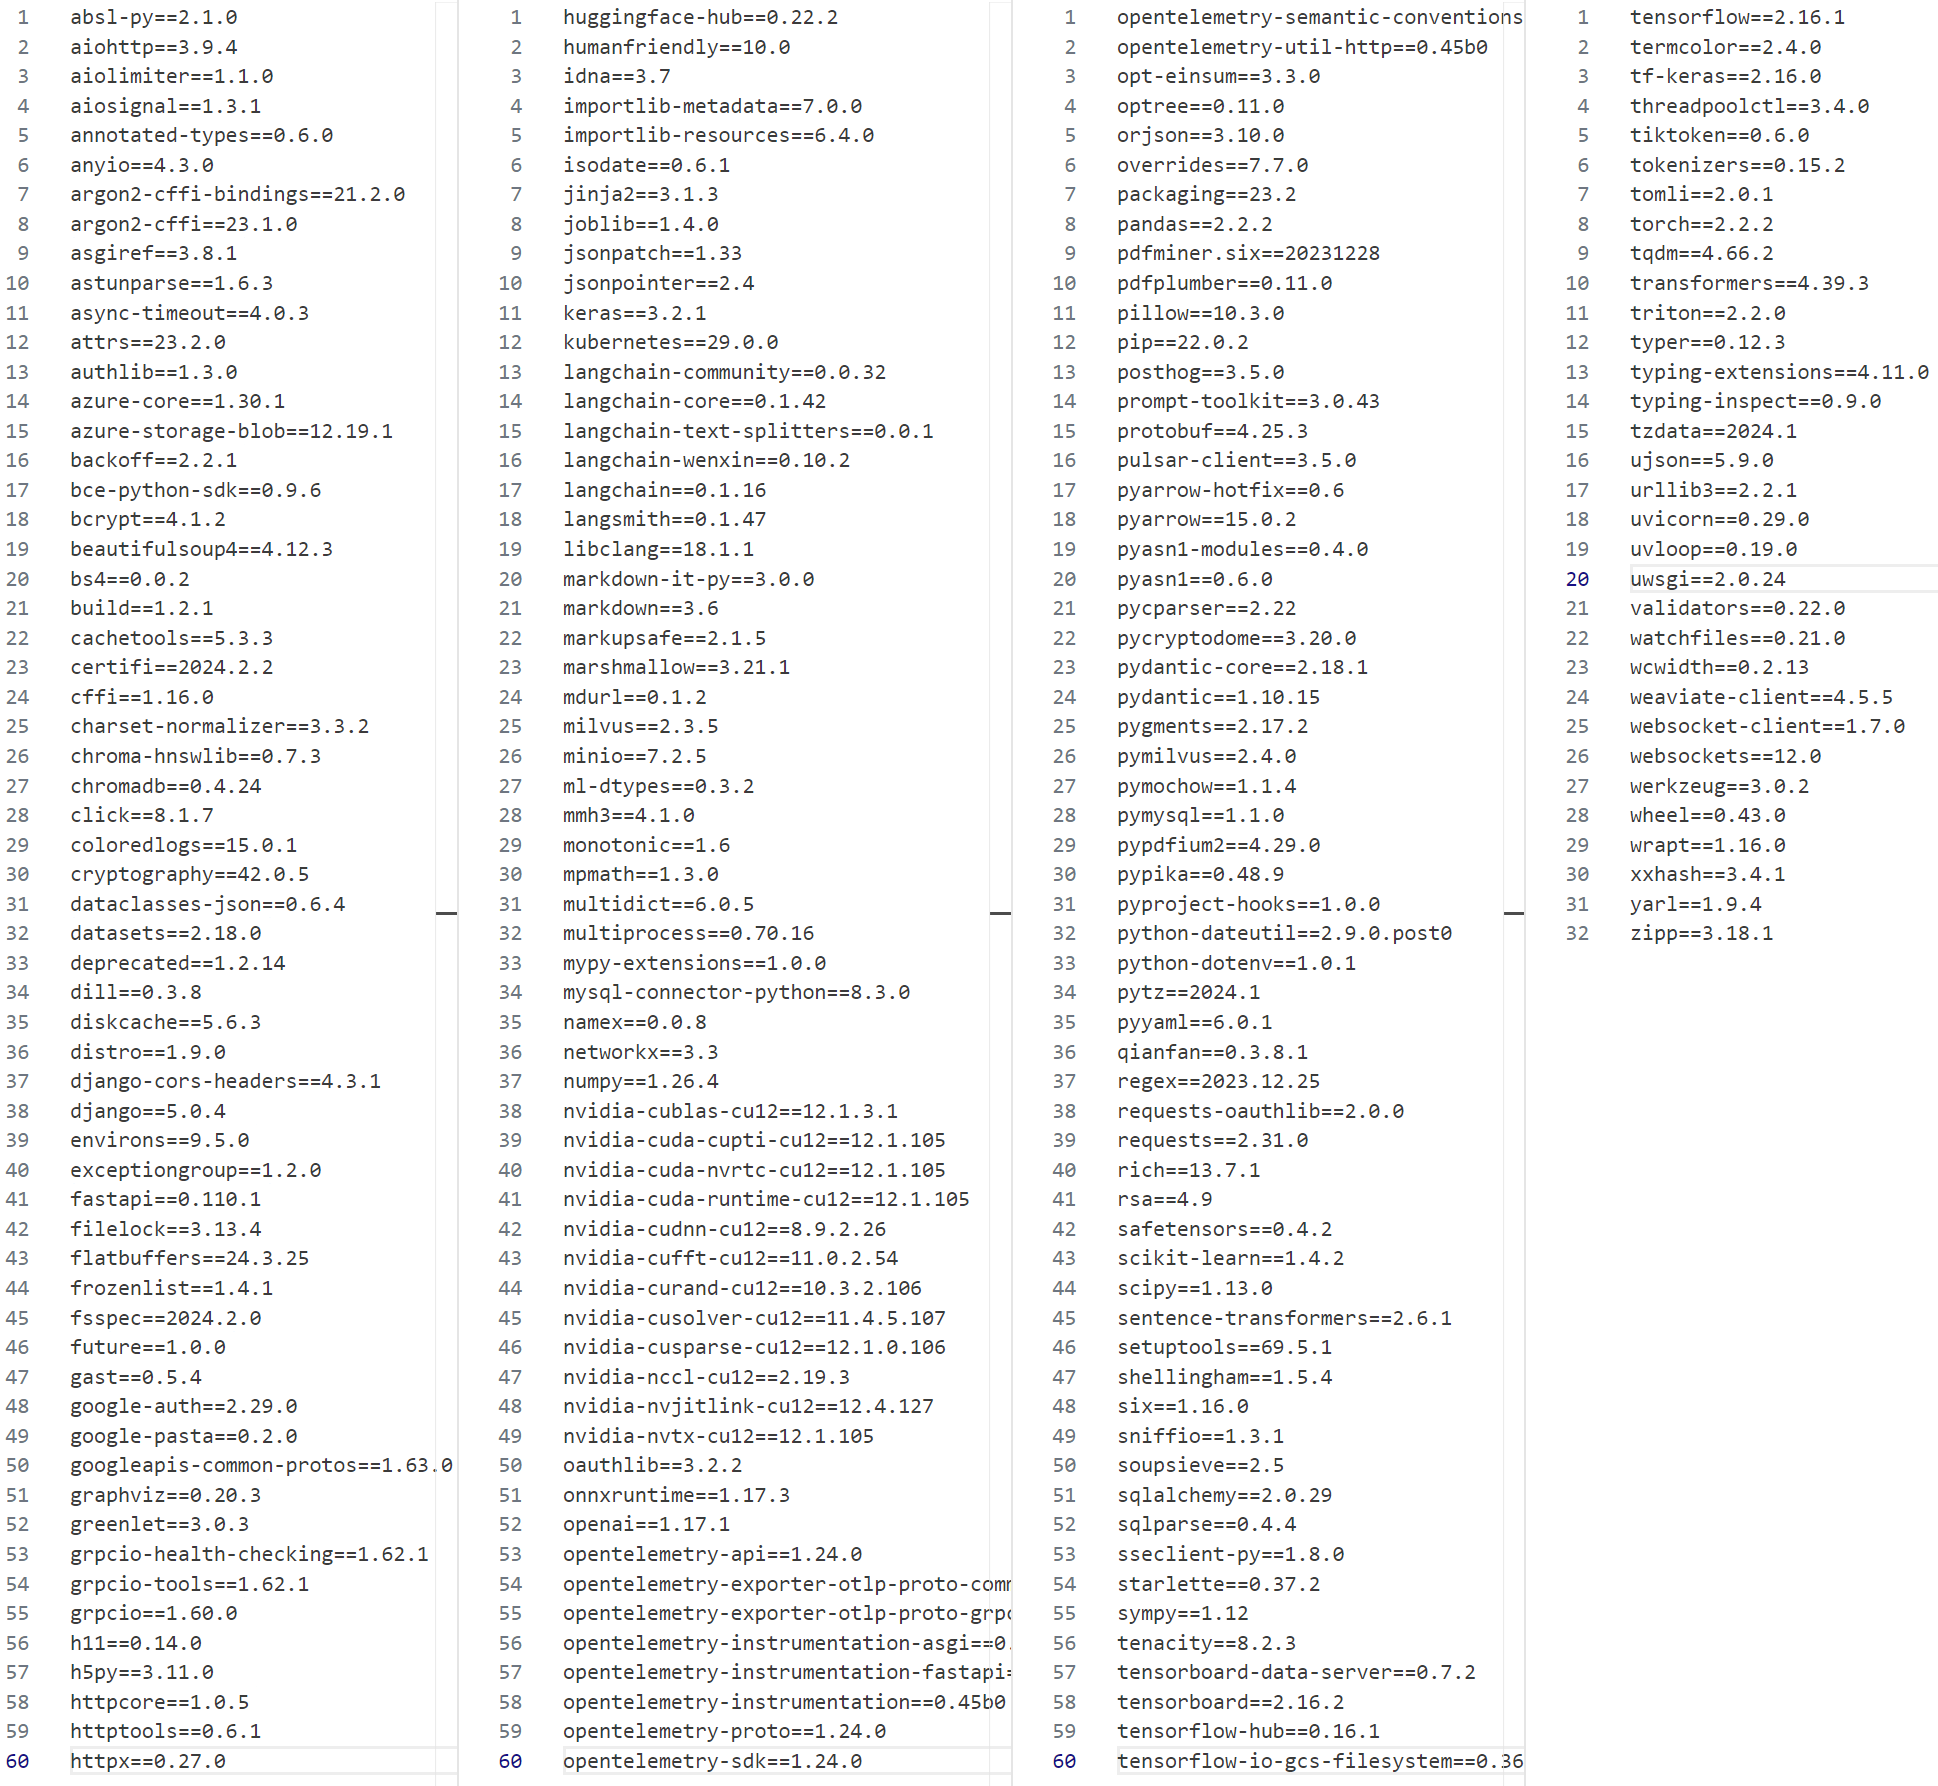 1 absl-py==2.1.0
2 aiohttp==3.9.4
3 aiolimiter==1.1.0
4 aiosignal==1.3.1
5 annotated-types==0.6.0
6 anyio==4.3.0
7 argon2-cffi-bindings==21.2.0
8 argon2-cffi==23.1.0
9 asgiref==3.8.1
10 astunparse==1.6.3
11 async-timeout==4.0.3
12 attrs==23.2.0
13 authlib==1.3.0
14 azure-core==1.30.1
15 azure-storage-blob==12.19.1
16 backoff==2.2.1
17 bce-python-sdk==0.9.6
18 bcrypt==4.1.2
19 beautifulsoup4==4.12.3
20 bs4==0.0.2
21 build==1.2.1
22 cachetools==5.3.3
23 certifi==2024.2.2
24 cffi==1.16.0
25 charset-normalizer==3.3.2
26 chroma-hnswlib==0.7.3
27 chromadb==0.4.24
28 click==8.1.7
29 coloredlogs==15.0.1
30 cryptography==42.0.5
31 dataclasses-json==0.6.4
32 datasets==2.18.0
33 deprecated==1.2.14
34 dill==0.3.8
35 diskcache==5.6.3
36 distro==1.9.0
37 django-cors-headers==4.3.1
38 django==5.0.4
39 environs==9.5.0
40 exceptiongroup==1.2.0
41 fastapi==0.110.1
42 filelock==3.13.4
43 flatbuffers==24.3.25
44 frozenlist==1.4.1
45 fsspec==2024.2.0
46 future==1.0.0
47 gast==0.5.4
48 google-auth==2.29.0
49 google-pasta==0.2.0
50 googleapis-common-protos==1.63.0
51 graphviz==0.20.3
52 greenlet==3.0.3
53 grpcio-health-checking==1.62.1
54 grpcio-tools==1.62.1
55 grpcio==1.60.0
56 h11==0.14.0
57 h5py==3.11.0
58 httpcore==1.0.5
59 httptools==0.6.1
60 httpx==0.27.0
1 huggingface-hub==0.22.2
2 humanfriendly==10.0
3 idna==3.7
4 importlib-metadata==7.0.0
5 importlib-resources==6.4.0
6 isodate==0.6.1
7 jinja2==3.1.3
8 joblib==1.4.0
9 jsonpatch==1.33
10 jsonpointer==2.4
11 keras==3.2.1
12 kubernetes==29.0.0
13 langchain-community==0.0.32
14 langchain-core==0.1.42
15 langchain-text-splitters==0.0.1
16 langchain-wenxin==0.10.2
17 langchain==0.1.16
18 langsmith==0.1.47
19 libclang==18.1.1
20 markdown-it-py==3.0.0
21 markdown==3.6
22 markupsafe==2.1.5
23 marshmallow==3.21.1
24 mdurl==0.1.2
25 milvus==2.3.5
26 minio==7.2.5
27 ml-dtypes==0.3.2
28 mmh3==4.1.0
29 monotonic==1.6
30 mpmath==1.3.0
31 multidict==6.0.5
32 multiprocess==0.70.16
33 mypy-extensions==1.0.0
34 mysql-connector-python==8.3.0
35 namex==0.0.8
36 networkx==3.3
37 numpy==1.26.4
38 nvidia-cublas-cu12==12.1.3.1
39 nvidia-cuda-cupti-cu12==12.1.105
40 nvidia-cuda-nvrtc-cu12==12.1.105
41 nvidia-cuda-runtime-cu12==12.1.105
42 nvidia-cudnn-cu12==8.9.2.26
43 nvidia-cufft-cu12==11.0.2.54
44 nvidia-curand-cu12==10.3.2.106
45 nvidia-cusolver-cu12==11.4.5.107
46 nvidia-cusparse-cu12==12.1.0.106
47 nvidia-nccl-cu12==2.19.3
48 nvidia-nvjitlink-cu12==12.4.127
49 nvidia-nvtx-cu12==12.1.105
50 oauthlib==3.2.2
51 onnxruntime==1.17.3
52 openai==1.17.1
53 opentelemetry-api==1.24.0
54 opentelemetry-exporter-otlp-proto-comm
55 opentelemetry-exporter-otlp-proto-grpc
56 opentelemetry-instrumentation-asgi==0.
57 opentelemetry-instrumentation-fastapi=
58 opentelemetry-instrumentation==0.45b0
59 opentelemetry-proto==1.24.0
60 opentelemetry-sdk==1.24.0
1 opentelemetry-semantic-conventions
2 opentelemetry-util-http==0.45b0
3 opt-einsum==3.3.0
4 optree==0.11.0
5 orjson==3.10.0
6 overrides==7.7.0
7 packaging==23.2
8 pandas==2.2.2
9 pdfminer.six==20231228
10 pdfplumber==0.11.0
11 pillow==10.3.0
12 pip==22.0.2
13 posthog==3.5.0
14 prompt-toolkit==3.0.43
15 protobuf==4.25.3
16 pulsar-client==3.5.0
17 pyarrow-hotfix==0.6
18 pyarrow==15.0.2
19 pyasn1-modules==0.4.0
20 pyasn1==0.6.0
21 pycparser==2.22
22 pycryptodome==3.20.0
23 pydantic-core==2.18.1
24 pydantic==1.10.15
25 pygments==2.17.2
26 pymilvus==2.4.0
27 pymochow==1.1.4
28 pymysql==1.1.0
29 pypdfium2==4.29.0
30 pypika==0.48.9
31 pyproject-hooks==1.0.0
32 python-dateutil==2.9.0.post0
33 python-dotenv==1.0.1
34 pytz==2024.1
35 pyyaml==6.0.1
36 qianfan==0.3.8.1
37 regex==2023.12.25
38 requests-oauthlib==2.0.0
39 requests==2.31.0
40 rich==13.7.1
41 rsa==4.9
42 safetensors==0.4.2
43 scikit-learn==1.4.2
44 scipy==1.13.0
45 sentence-transformers==2.6.1
46 setuptools==69.5.1
47 shellingham==1.5.4
48 six==1.16.0
49 sniffio==1.3.1
50 soupsieve==2.5
51 sqlalchemy==2.0.29
52 sqlparse==0.4.4
53 sseclient-py==1.8.0
54 starlette==0.37.2
55 sympy==1.12
56 tenacity==8.2.3
57 tensorboard-data-server==0.7.2
58 tensorboard==2.16.2
59 tensorflow-hub==0.16.1
60 tensorflow-io-gcs-filesystem==0.36
1 tensorflow==2.16.1
2 termcolor==2.4.0
3 tf-keras==2.16.0
4 threadpoolctl==3.4.0
5 tiktoken==0.6.0
6 tokenizers==0.15.2
7 tomli==2.0.1
8 torch==2.2.2
9 tqdm==4.66.2
10 transformers==4.39.3
11 triton==2.2.0
12 typer==0.12.3
13 typing-extensions==4.11.0
14 typing-inspect==0.9.0
15 tzdata==2024.1
16 ujson==5.9.0
17 urllib3==2.2.1
18 uvicorn==0.29.0
19 uvloop==0.19.0
20 uwsgi==2.0.24
21 validators==0.22.0
22 watchfiles==0.21.0
23 wcwidth==0.2.13
24 weaviate-client==4.5.5
25 websocket-client==1.7.0
26 websockets==12.0
27 werkzeug==3.0.2
28 wheel==0.43.0
29 wrapt==1.16.0
30 xxhash==3.4.1
31 yarl==1.9.4
32 zipp==3.18.1